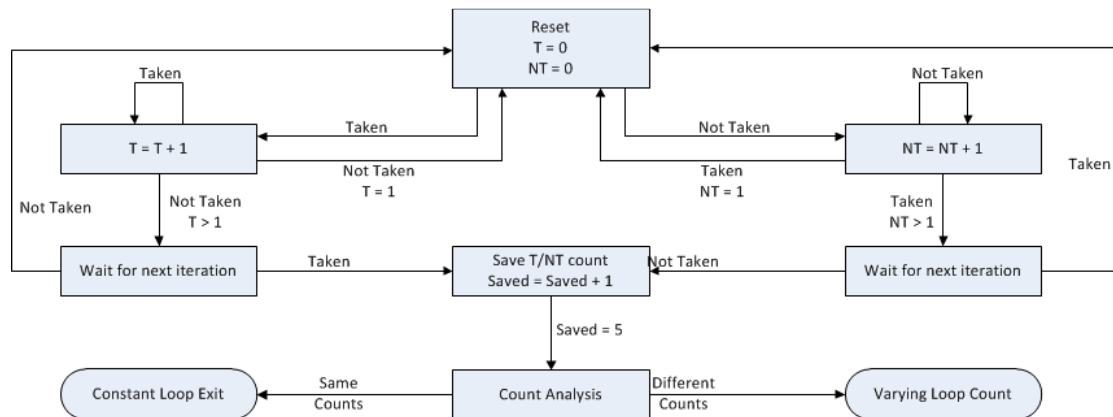 Reset
T = 0
NT = 0
Taken
Not Taken
Taken
Not Taken
T = T + 1
NT = NT + 1
Not Taken
T = 1
Taken
NT = 1
Taken
Not Taken
Not Taken
T > 1
Taken
NT > 1
Wait for next iteration
Taken
Save T/NT count
Saved = Saved + 1
Not Taken
Wait for next iteration
Saved = 5
Constant Loop Exit
Same
Counts
Count Analysis
Different
Counts
Varying Loop Count